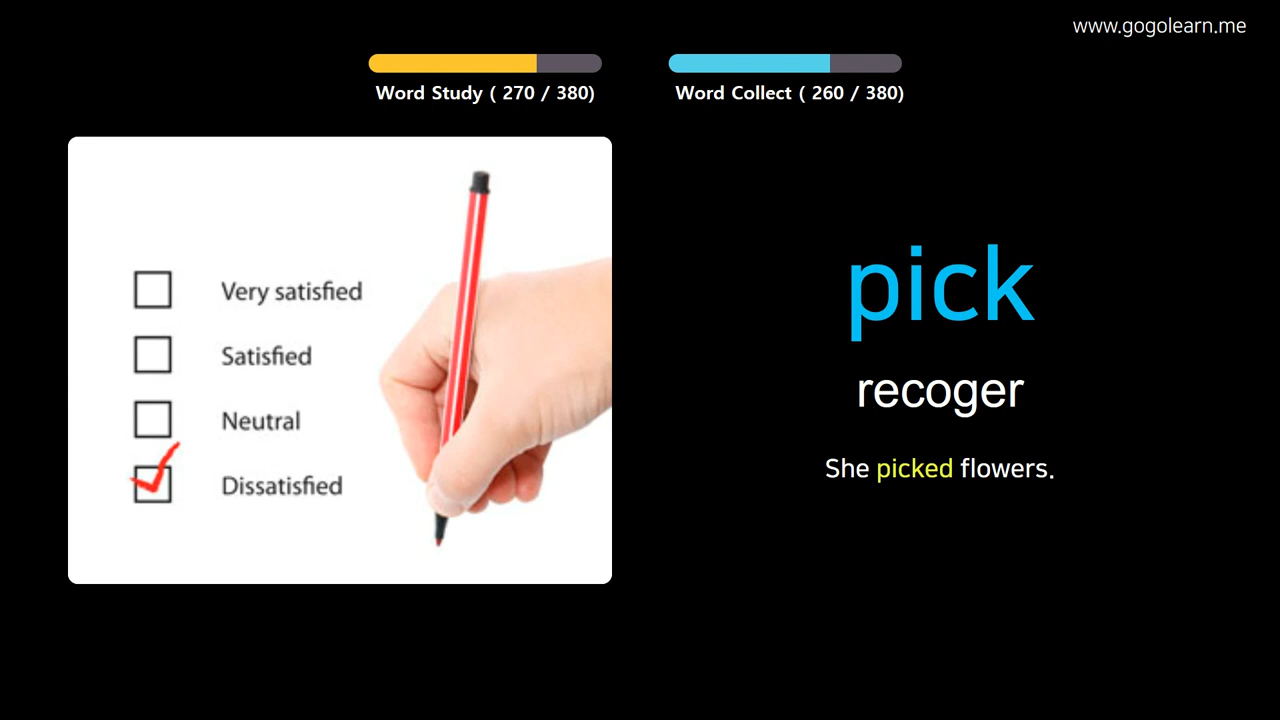 www.gogolearn.me
Word Study ( 270 / 380)
Word Collect ( 260 / 380)
Very satisfied
Satisfied
Neutral
Dissatisfied
pick
recoger
She picked flowers.